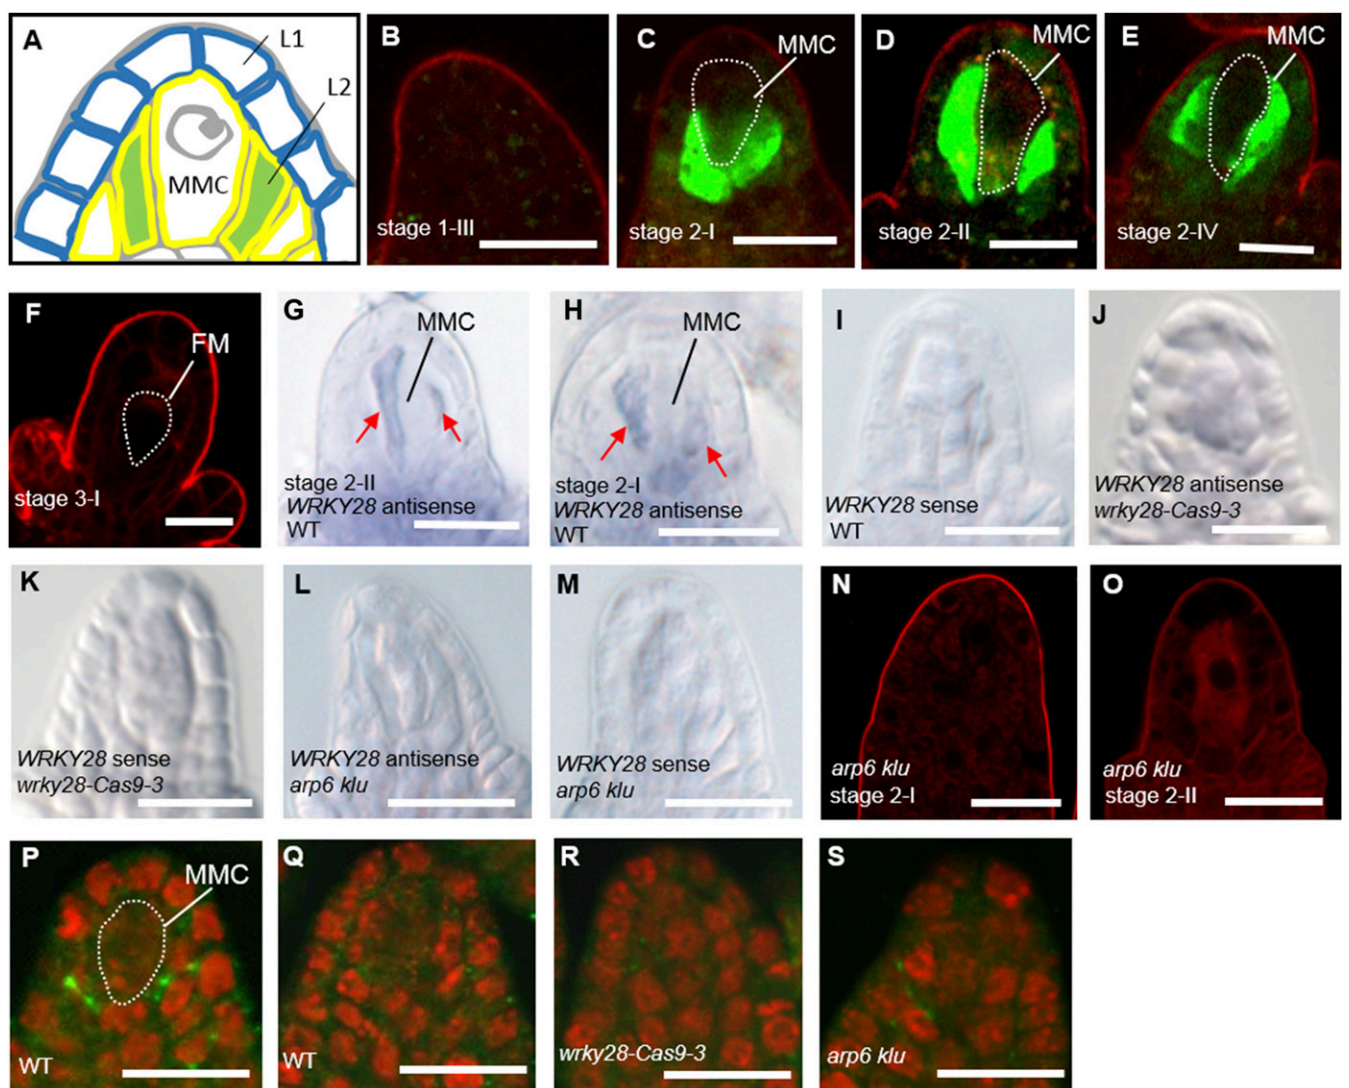 A
L1
L2
MMC
B
stage 1-III
C
MMC
stage 2-I
D
MMC
stage 2-II
E
MMC
stage 2-IV
F
FM
stage 3-I
G
MMC
stage 2-II
WRKY28 antisense
WT
H
MMC
stage 2-I
WRKY28 antisense
WT
I
WRKY28 sense
WT
J
WRKY28 antisense
wrky28-Cas9-3
K
WRKY28 sense
wrky28-Cas9-3
L
WRKY28 antisense
arp6 klu
M
WRKY28 sense
arp6 klu
N
arp6 klu
stage 2-I
O
arp6 klu
stage 2-II
P
MMC
WT
Q
WT
R
wrky28-Cas9-3
S
arp6 klu